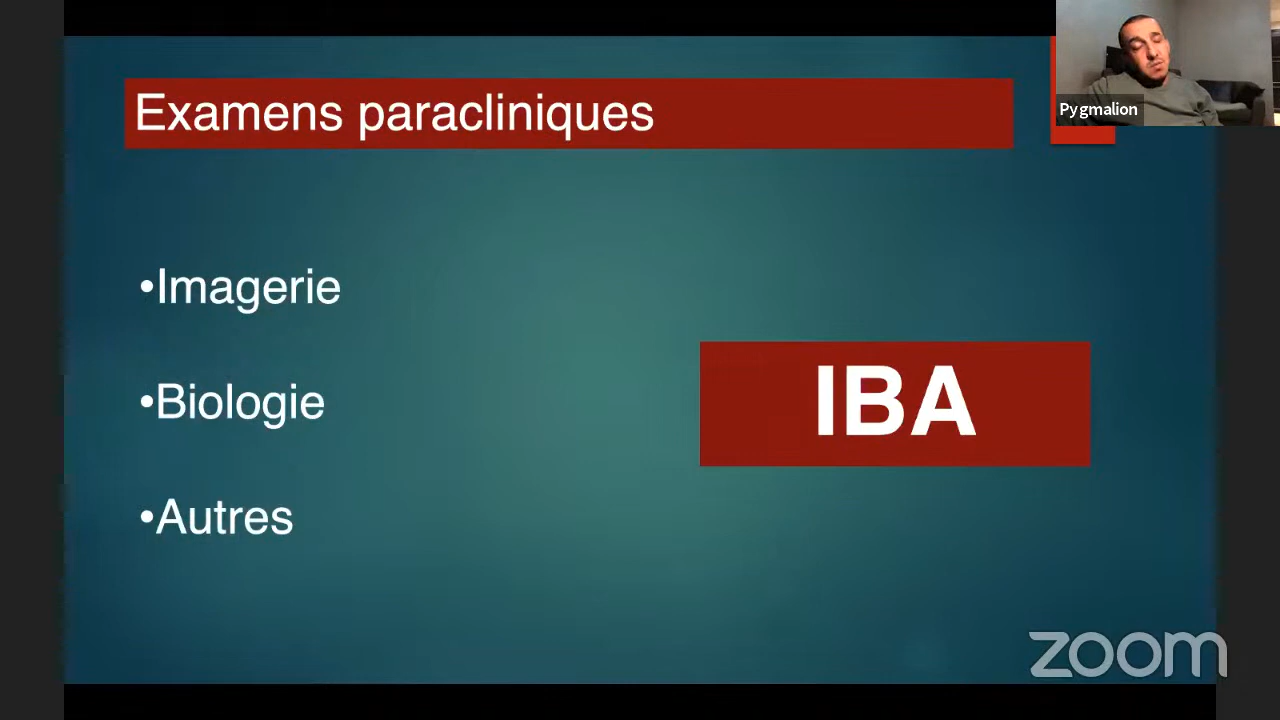 Examens paracliniques
Pygmalion
•Imagerie
•Biologie
IBA
•Autres
zoom